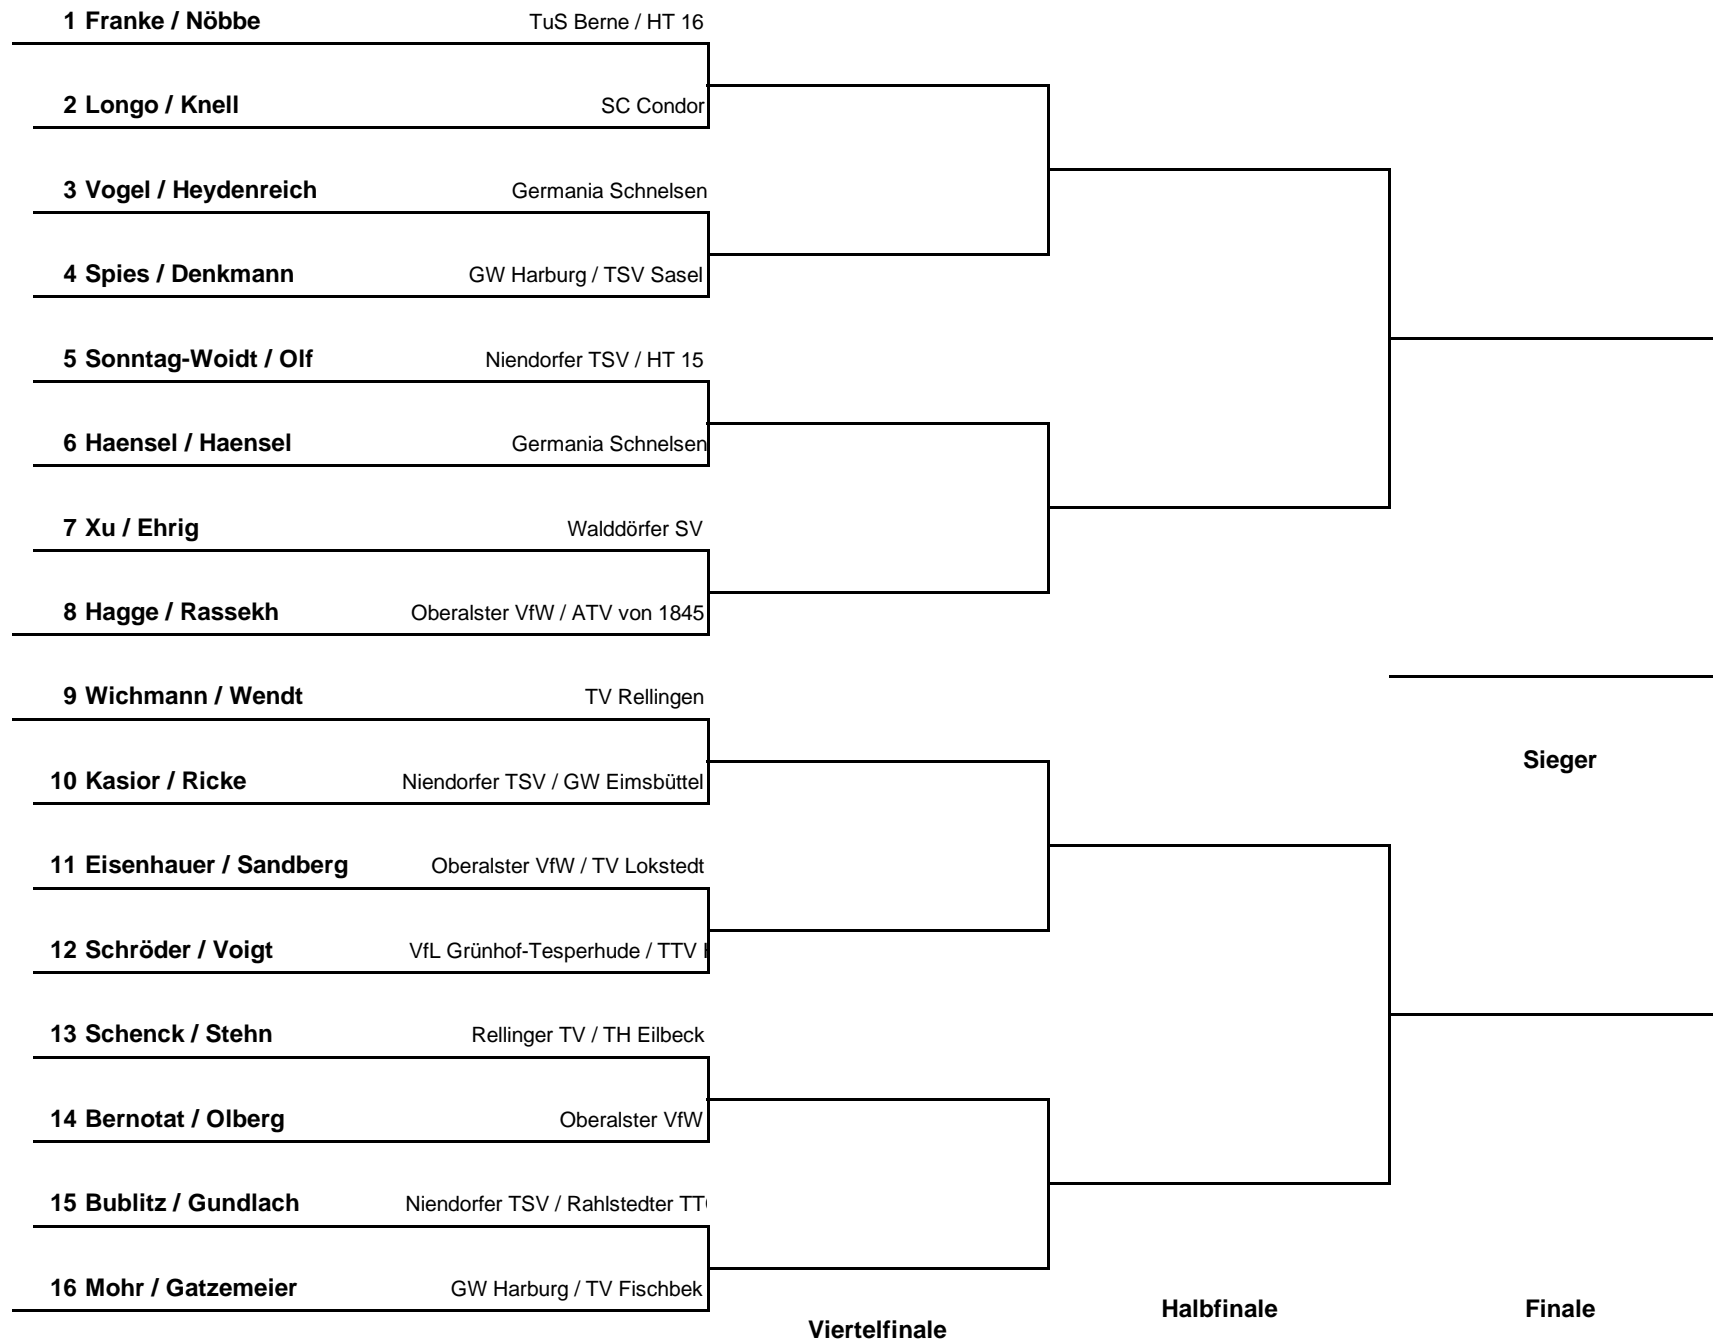 1 Franke / Nöbbe TuS Berne / HT 16
2 Longo / Knell SC Condor
3 Vogel / Heydenreich Germania Schnelsen
4 Spies / Denkmann GW Harburg / TSV Sasel
5 Sonntag-Woidt / Olf Niendorfer TSV / HT 15
6 Haensel / Haensel Germania Schnelsen
7 Xu / Ehrig Walddörfer SV
8 Hagge / Rassekh Oberalster VfW / ATV von 1845
9 Wichmann / Wendt TV Rellingen
Sieger
10 Kasior / Ricke Niendorfer TSV / GW Eimsbüttel
11 Eisenhauer / Sandberg Oberalster VfW / TV Lokstedt
12 Schröder / Voigt VfL Grünhof-Tesperhude / TTV
13 Schenck / Stehn Rellinger TV / TH Eilbeck
14 Bernotat / Olberg Oberalster VfW
15 Bublitz / Gundlach Niendorfer TSV / Rahlstedter
16 Mohr / Gatzemeier GW Harburg / TV Fischbek
Halbfinale Finale
Viertelfinale